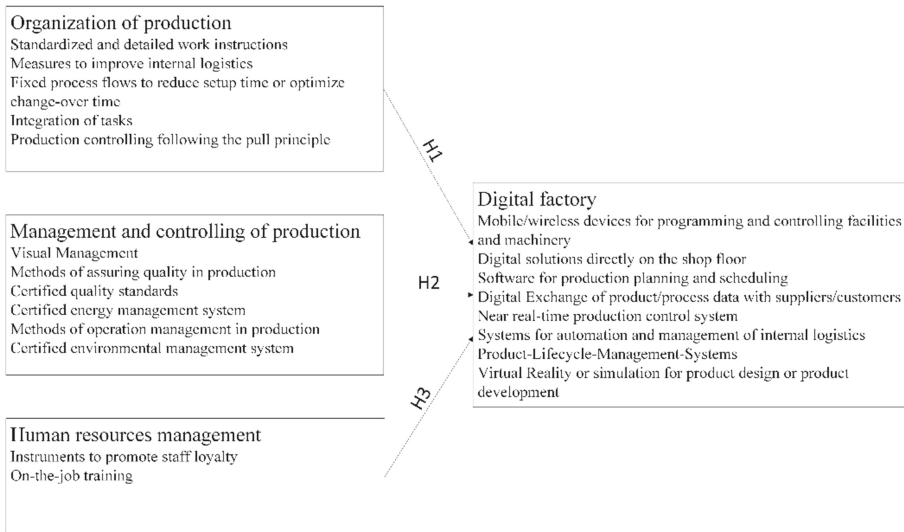 Organization of production
Standardized and detailed work instructions
Measures to improve internal logistics
Fixed process flows to reduce setup time or optimize
change-over time
Integration of tasks
Production controlling following the pull principle
H1
Management and controlling of production
Visual Management
Methods of assuring quality in production
Certified quality standards
Certified energy management system
Methods of operation management in production
Certified environmental management system
H2
Human resources management
Instruments to promote staff loyalty
On-the-job training
H3
Digital factory
Mobile/wireless devices for programming and controlling facilities
and machinery
Digital solutions directly on the shop floor
Software for production planning and scheduling
Digital Exchange of product/process data with suppliers/customers
Near real-time production control system
Systems for automation and management of internal logistics
Product-Lifecycle-Management-Systems
Virtual Reality or simulation for product design or product
development